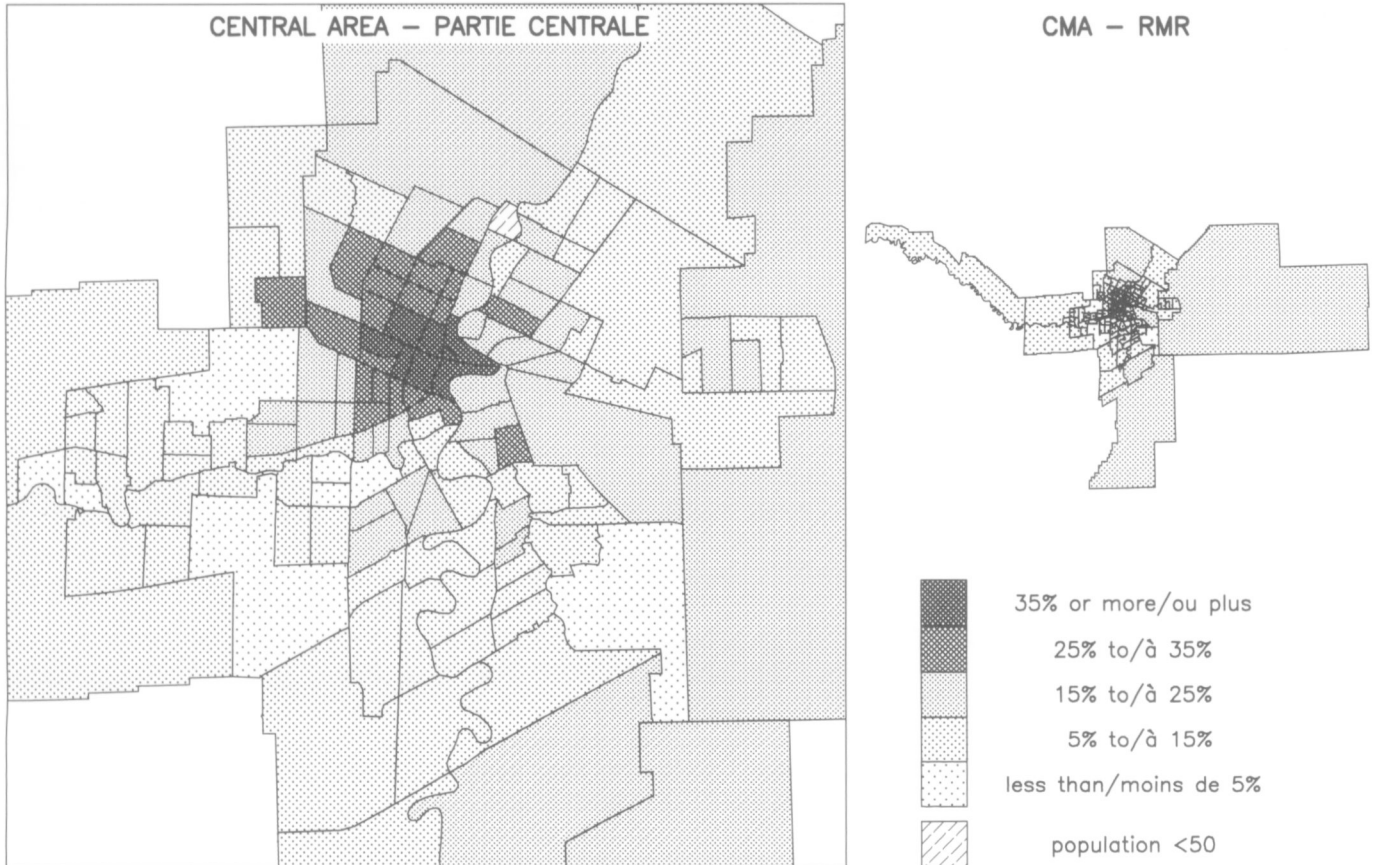 CENTRAL AREA – PARTIE CENTRALE
CMA – RMR
35% or more/ou plus
25% to/à 35%
15% to/à 25%
5% to/à 15%
less than/moins de 5%
population <50